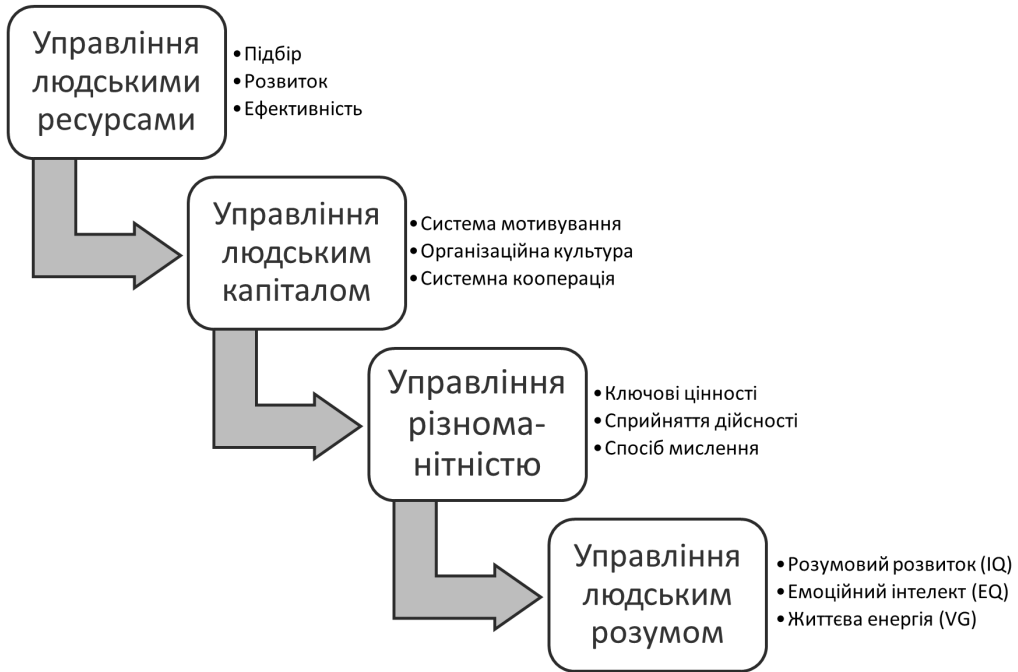 Управління
людськими
ресурсами
•Підбір
•Розвиток
•Ефективність
Управління
людським
капіталом
•Система мотивування
•Організаційна культура
•Системна кооперація
Управління
різнома-
нітністю
•Ключові цінності
•Сприйняття дійсності
•Спосіб мислення
Управління
людським
розумом
•Розумовий розвиток (IQ)
•Емоційний інтелект (EQ)
•Життєва енергія (VG)